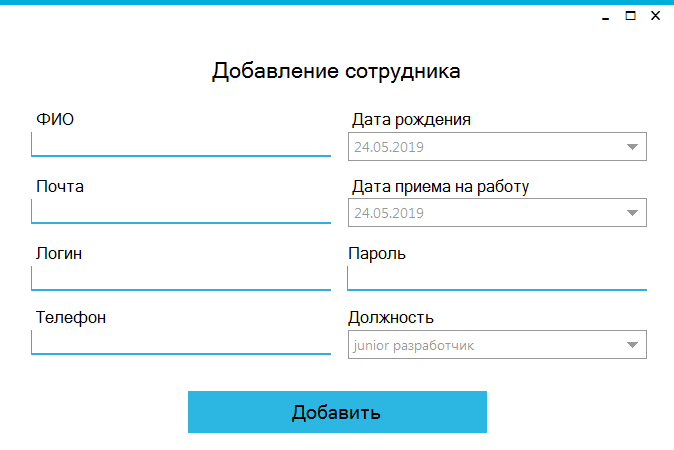 Добавление сотрудника
ФИО
Дата рождения
24.05.2019
Почта
Дата приема на работу
24.05.2019
Логин
Пароль
Телефон
Должность
junior разработчик
Добавить